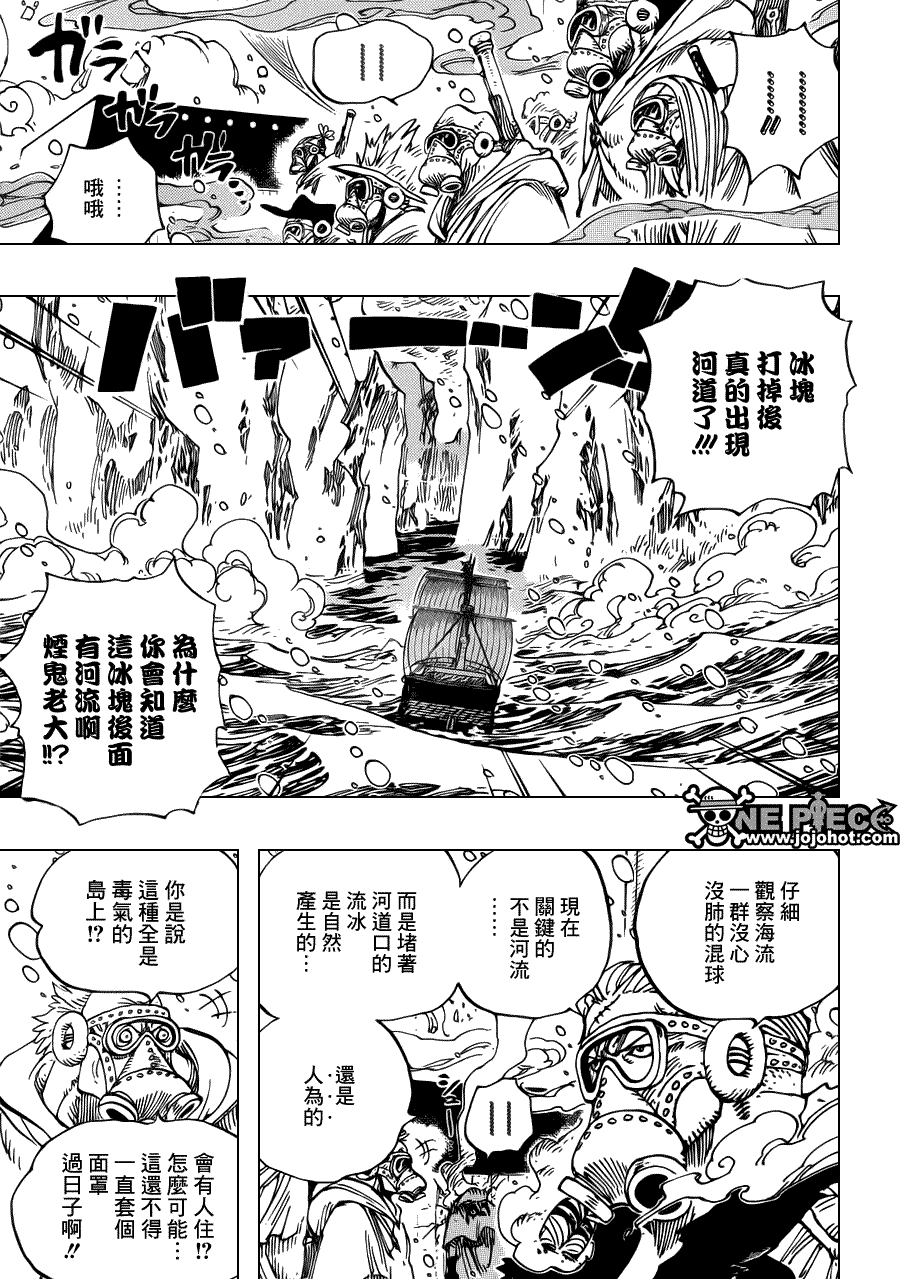 ………!!
……
ガラ
ガラ
ガラ
……
哦
哦
バァーーーン
冰塊
打掉後
真的出現
河道了!!!
為什麼
你會知道
這冰塊後面
有河流啊
煙鬼老大!!?
ONE PIECE
www.jojohot.com
仔細
觀察海流
一群沒心
沒肺的混球
現在
關鍵的
不是河流
……
而是堵著
河道口的
流冰
是自然
產生的…
還是
人為的
……
你是說
這種全是
毒氣的
島上!?
會有人住!?
怎麼可能…
這還不得
一直套個
面罩
過日子啊!!